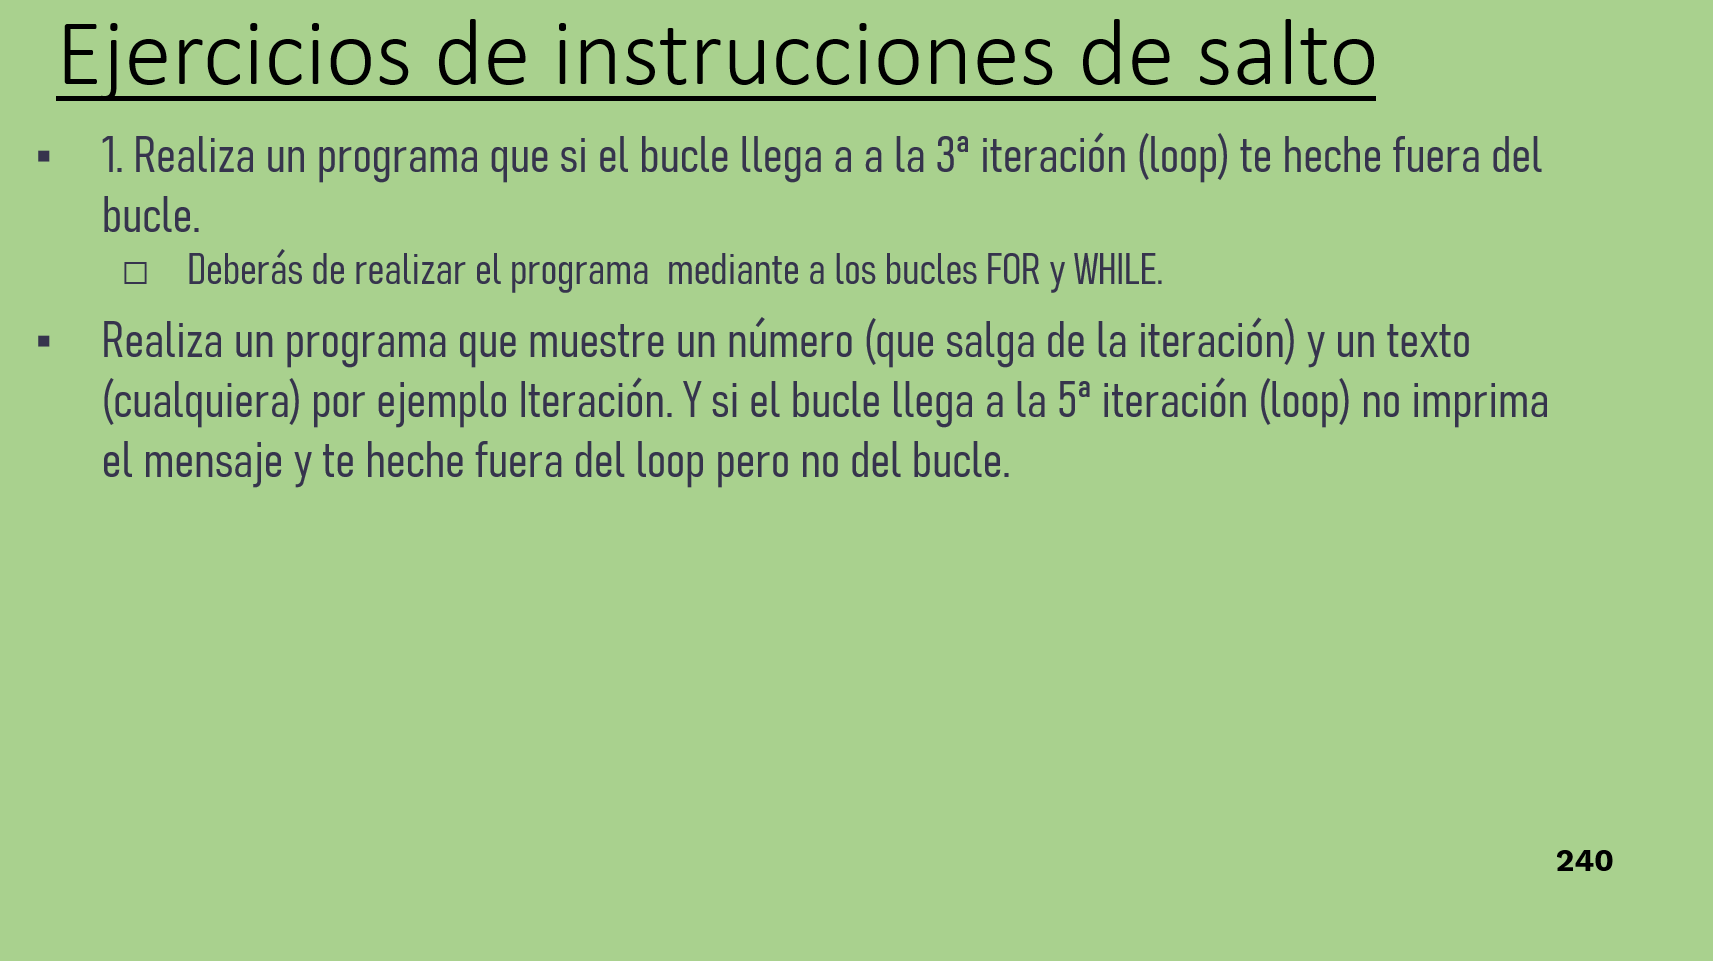 Ejercicios de instrucciones de salto
▪ 1. Realiza un programa que si el bucle llega a a la 3ª iteración (loop) te heche fuera del
bucle.
□ Deberás de realizar el programa  mediante a los bucles FOR y WHILE.
▪ Realiza un programa que muestre un número (que salga de la iteración) y un texto
(cualquiera) por ejemplo Iteración. Y si el bucle llega a la 5ª iteración (loop) no imprima
el mensaje y te heche fuera del loop pero no del bucle.
240